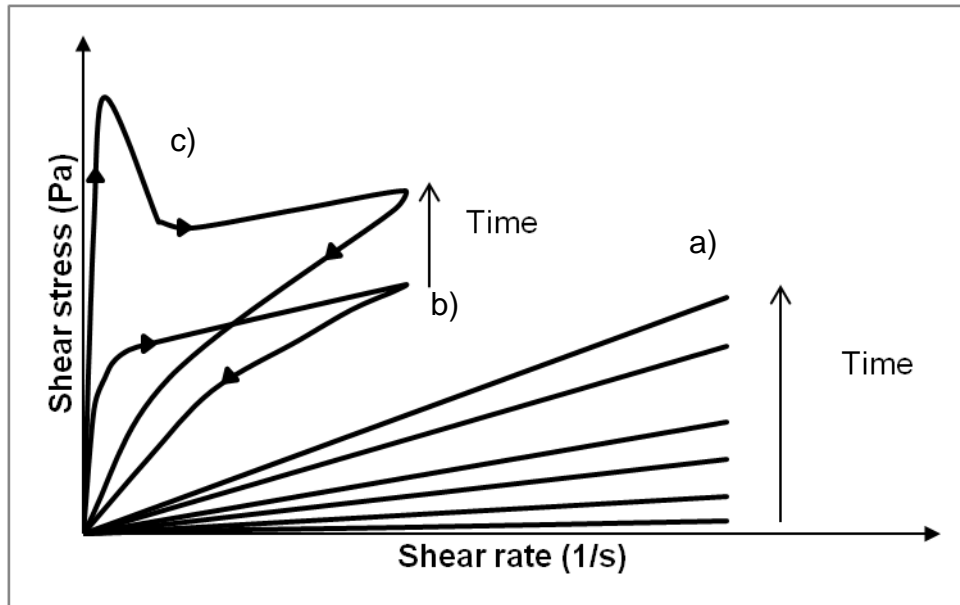 c)
Time
a)
b)
Time
Shear stress (Pa)
Shear rate (1/s)